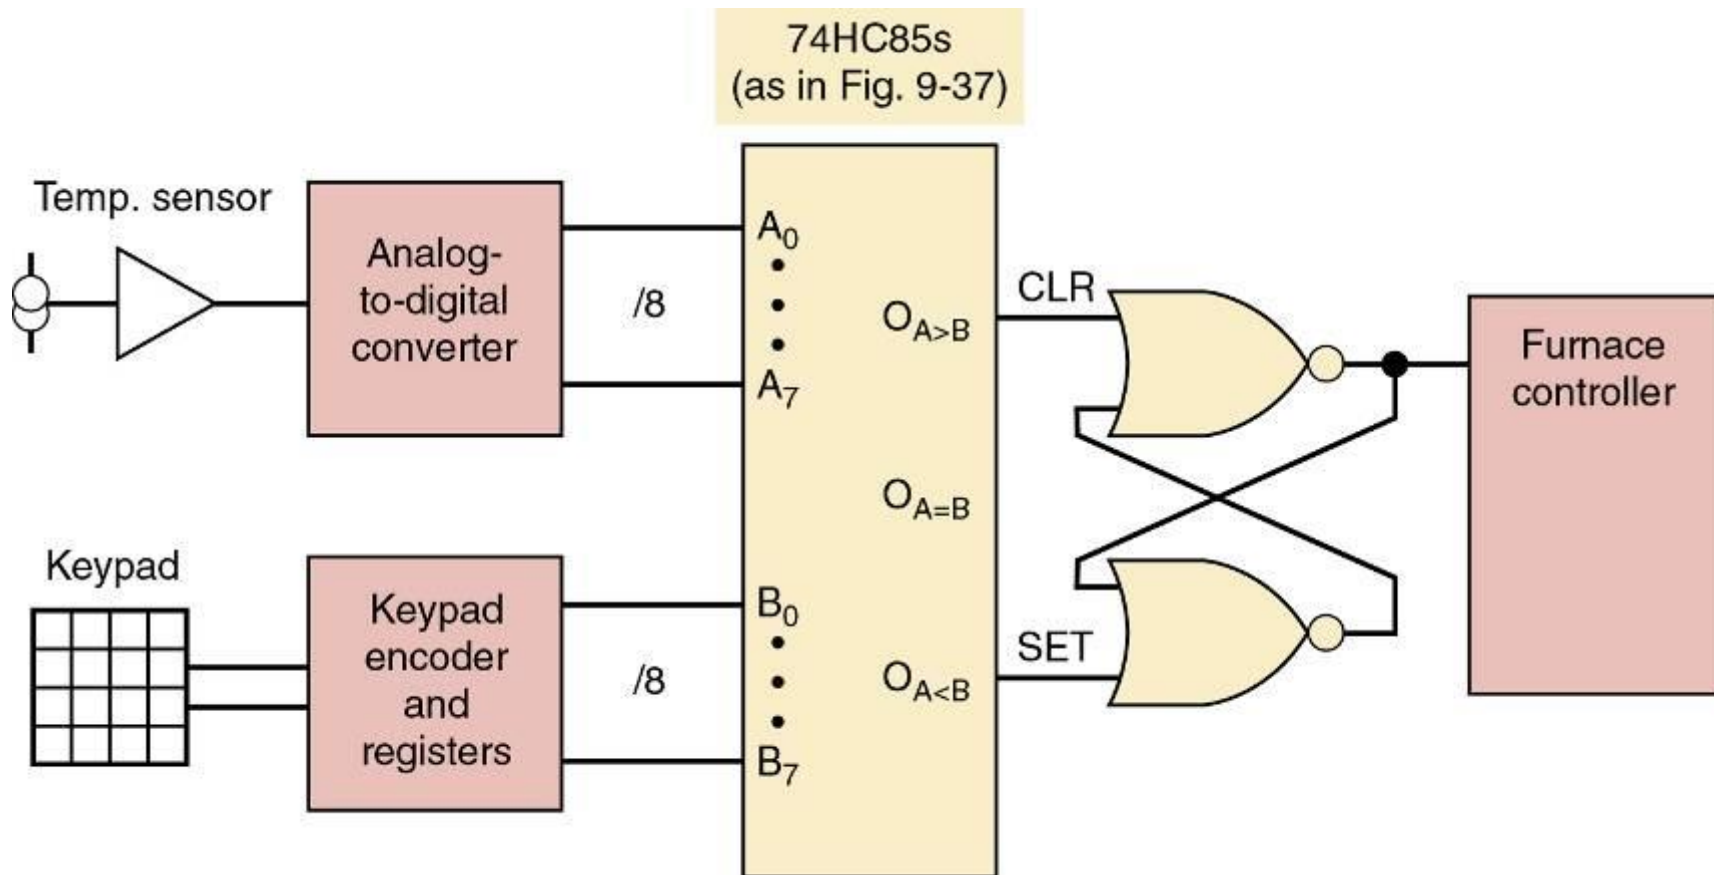 74HC85s
(as in Fig. 9-37)
Temp. sensor
Analog-
to-digital
converter
/8
A0
A7
OA>B
CLR
Furnace
controller
OA=B
Keypad
Keypad
encoder
and
registers
/8
B0
B7
OA<B
SET